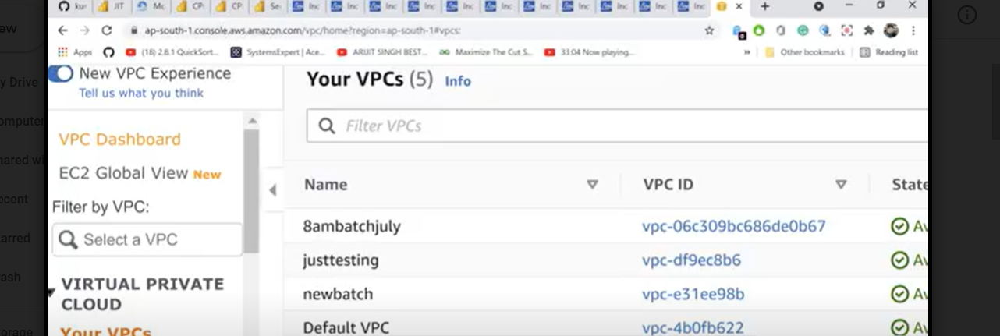 kur JIT Mc CPI CP Se Inc Inc Inc Inc Inc Inc Inc Inc Inc Inc Inc
ap-south-1.console.aws.amazon.com/vpc/home?region=ap-south-1#vpcs:
Apps (18) 2.8.1 QuickSort... SystemsExpert | Ace... ARIJIT SINGH BEST... Maximize The Cut S... 33:04 Now playing... » Other bookmarks Reading list
New VPC Experience
Tell us what you think
VPC Dashboard
EC2 Global View New
Filter by VPC:
Select a VPC
VIRTUAL PRIVATE
CLOUD
Your VPCs
Your VPCs (5) Info
Filter VPCs
Name VPC ID State
8ambatchjuly vpc-06c309bc686de0b67 Av
justtesting vpc-df9ec8b6 Av
newbatch vpc-e31ee98b Av
Default VPC vpc-4b0fb622 Av
ew
y Drive
omputer
hared wi
ecent
arred
ash
orage